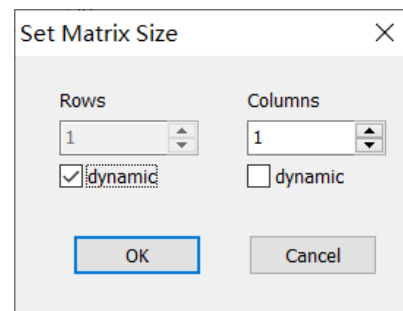 Set Matrix Size
Rows Columns
1 1
dynamic dynamic
OK Cancel